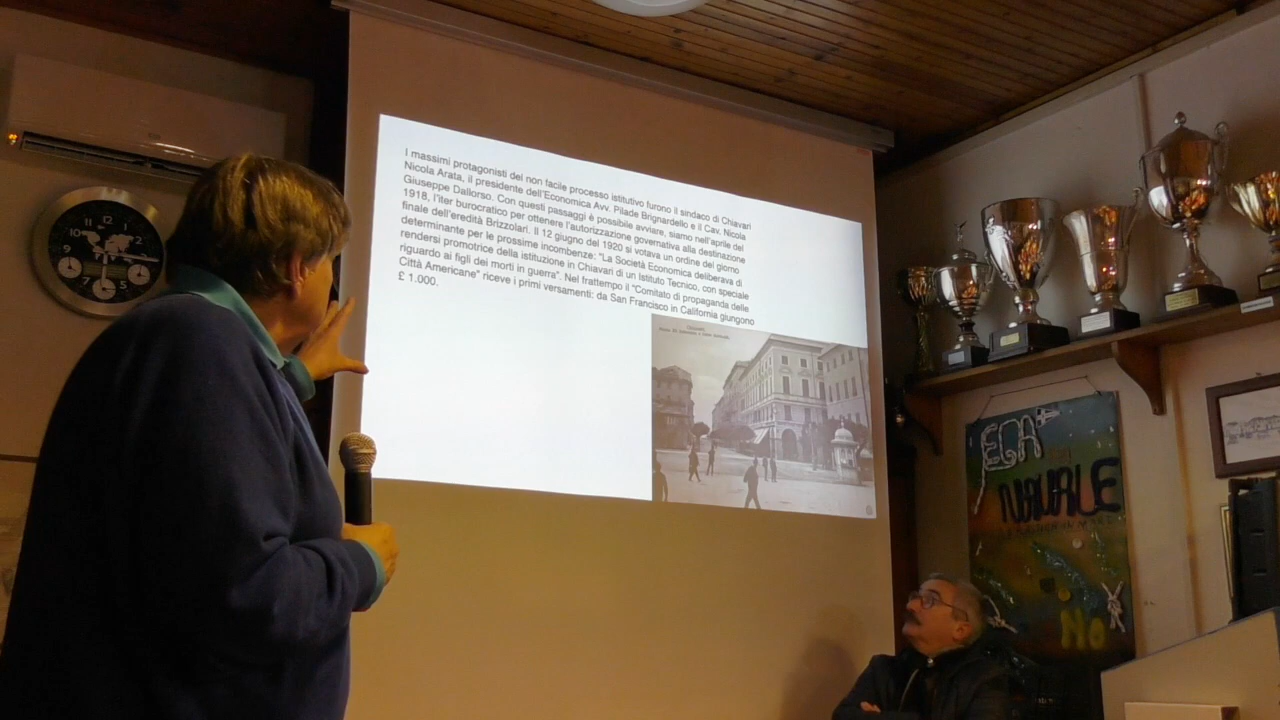 I massimi protagonisti del non facile processo istitutivo furono il sindaco di Chiavari
Nicola Arata, il presidente dell'Economica Avv. Pilade Brignardello e il Cav. Nicola
Giuseppe Dallorso. Con questi passaggi è possibile avviare, siamo nell'aprile del
1918, l'iter burocratico per ottenere l'autorizzazione governativa alla destinazione
finale dell'eredità Brizzolari. Il 12 giugno del 1920 si votava un ordine del giorno
determinante per le prossime incombenze: "La Società Economica deliberava di
rendersi promotrice della istituzione in Chiavari di un Istituto Tecnico, con speciale
riguardo ai figli dei morti in guerra". Nel frattempo il "Comitato di propaganda delle
Città Americane" riceve i primi versamenti: da San Francisco in California giungono
£ 1.000.
EGA
NAVALE
No